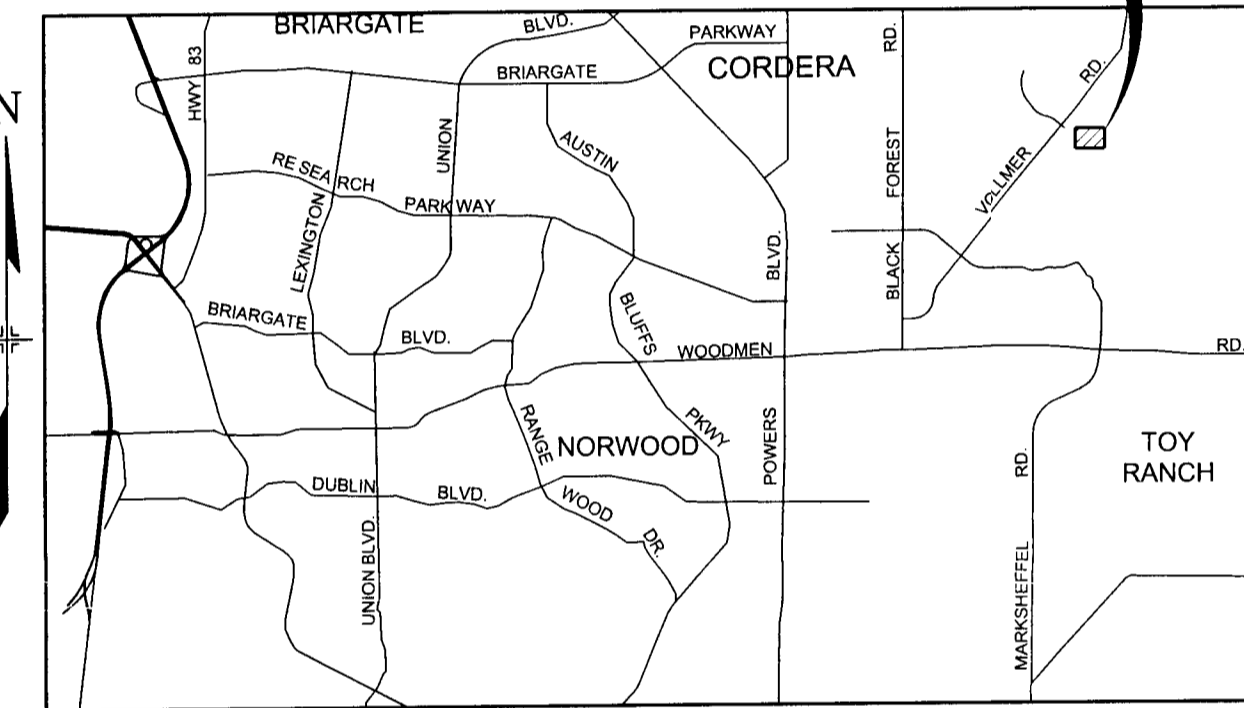 BRIARGATE
BLVD.
PARKWAY
RD.
HWY 83
BRIARGATE
CORDERA
RD.
N
UNION
AUSTIN
FOREST
VOLLMER
RESEARCH
PARKWAY
LEXINGTON
BLVD.
BLACK
BRIARGATE
BLVD.
BLUFFS
WOODMEN
RD.
RANGE
NORWOOD
PKWY
POWERS
TOY
RANCH
RD.
DUBLIN
BLVD.
WOOD
DR.
UNION BLVD.
MARKSHEFFEL